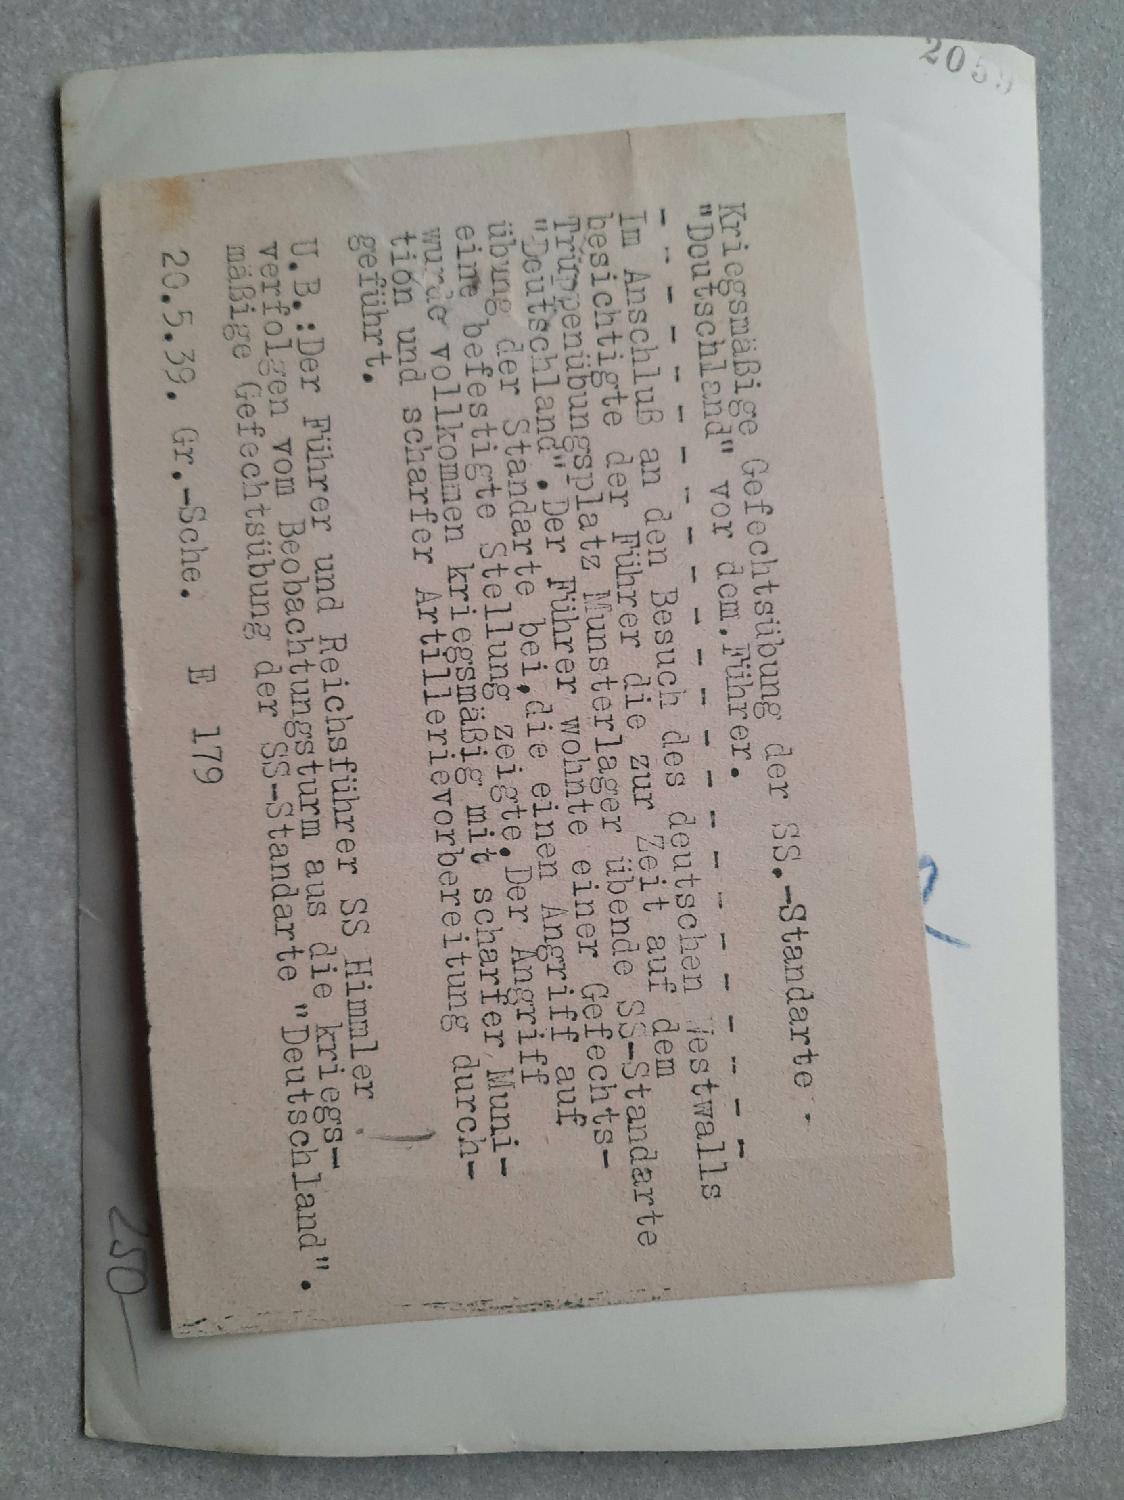 2059
Kriegsmäßige Gefechtsübung der SS.-Standarte
"Deutschland" vor dem Führer.
- - - - - - - - - - - - - - - - - - - - - - -
Im Anschluß an den Besuch des deutschen Westwalls
besichtigte der Führer die zur Zeit auf dem
Truppenübungsplatz Munsterlager übende SS-Standarte
"Deutschland".Der Führer wohnte einer Gefechts-
übung der Standarte bei,die einen Angriff auf
eine befestigte Stellung zeigte.Der Angriff
wurde vollkommen kriegsmäßig mit scharfer Muni-
tion und scharfer Artillerievorbereitung durch-
geführt.
U.B.:Der Führer und Reichsführer SS Himmler
verfolgen vom Beobachtungsturm aus die kriegs-
mäßige Gefechtsübung der SS-Standarte "Deutschland".
20.5.39. Gr.-Sche. E 179
250-